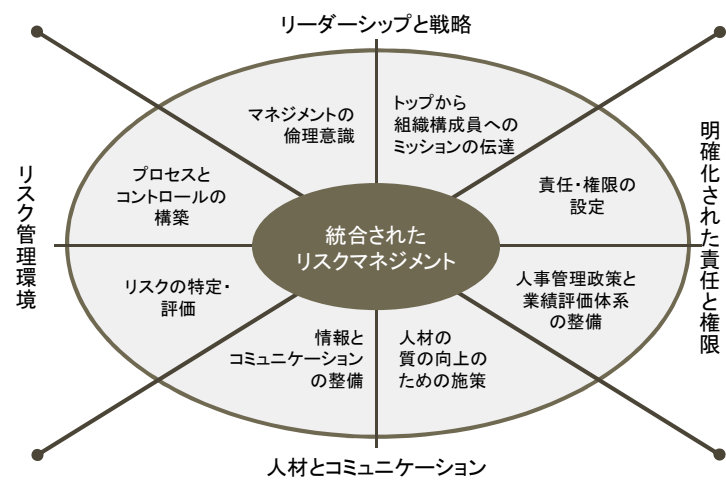 リーダーシップと戦略
マネジメントの
倫理意識
トップから
組織構成員への
ミッションの伝達
プロセスと
コントロールの
構築
責任・権限の
設定
リスク管理環境
統合された
リスクマネジメント
明確化された責任と権限
リスクの特定・
評価
人事管理政策と
業績評価体系
の整備
情報と
コミュニケーション
の整備
人材の
質の向上の
ための施策
人材とコミュニケーション